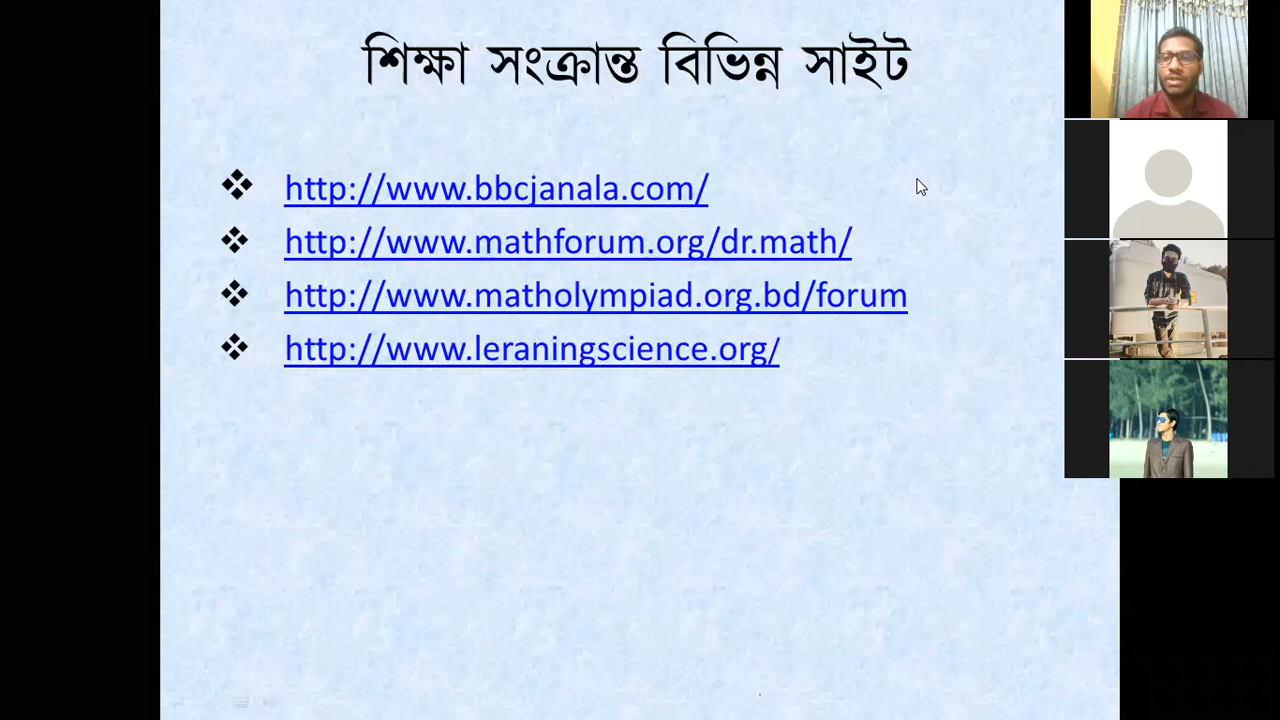 শিক্ষা সংক্রান্ত বিভিন্ন সাইট
http://www.bbcjanala.com/
http://www.mathforum.org/dr.math/
http://www.matholympiad.org.bd/forum
http://www.leraningscience.org/